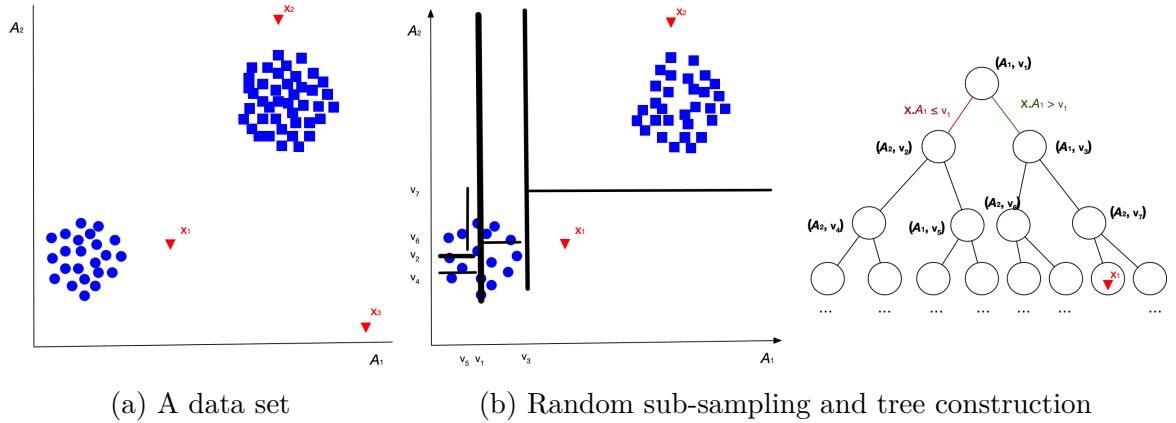 A₂
x₂
x₁
x₃
A₁
A₂
x₂
v₇
v₆
v₂
v₄
x₁
v₅ v₁ v₃
A₁
(A₁, v₁)
x.A₁ ≤ v₁
x.A₁ > v₁
(A₂, v₂)
(A₁, v₃)
(A₂, v₄)
(A₁, v₅)
(A₂, v₆)
(A₂, v₇)
x₁
... ... ... ... ... ... ...
(a) A data set
(b) Random sub-sampling and tree construction